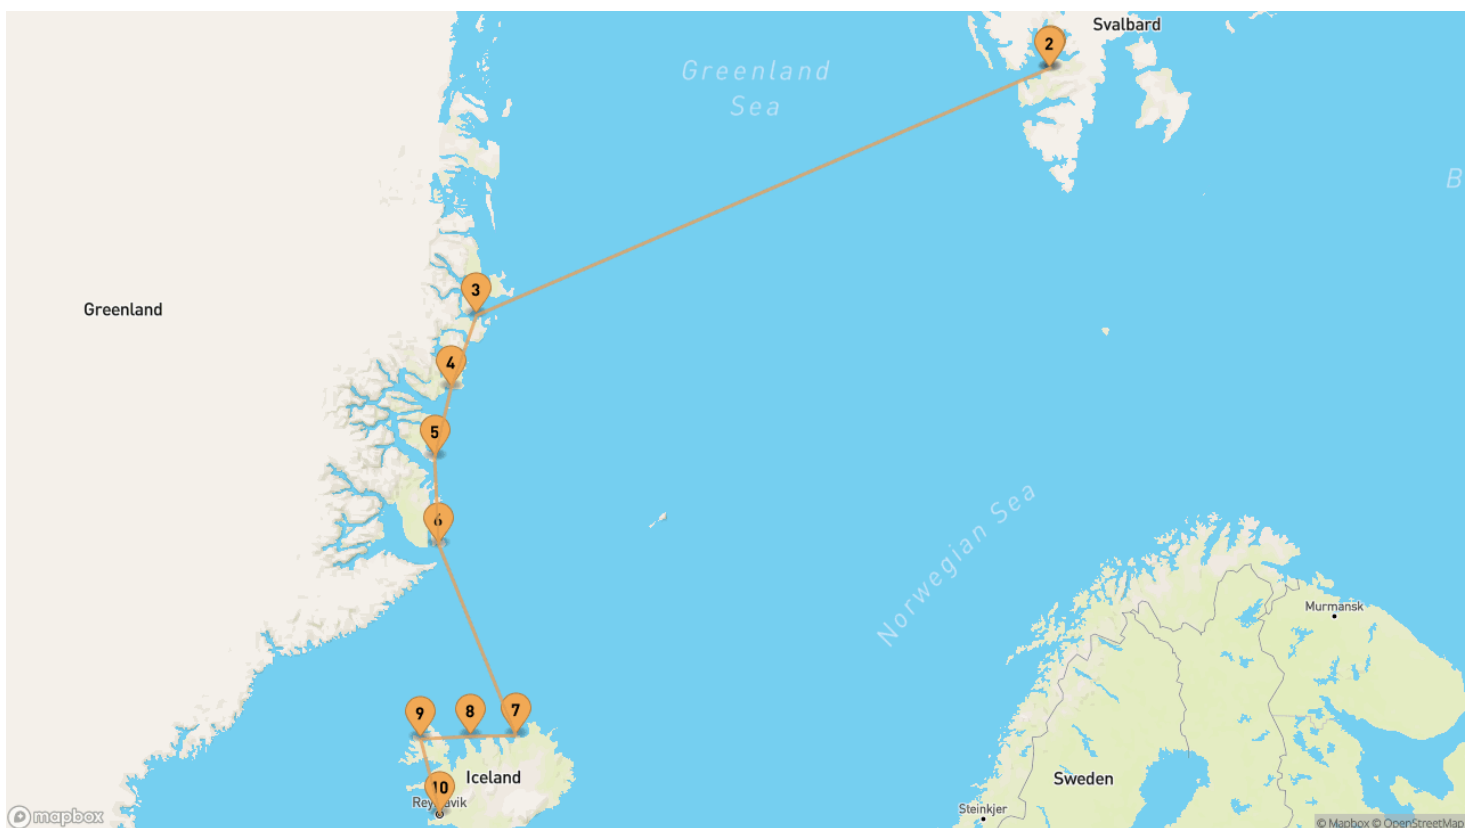 Svalbard
2
Greenland
Sea
B
3
Greenland
4
5
6
Norwegian Sea
Murmansk
9
8
7
Iceland
10
Sweden
Steinkjer
mapbox
© Mapbox © OpenStreetMap